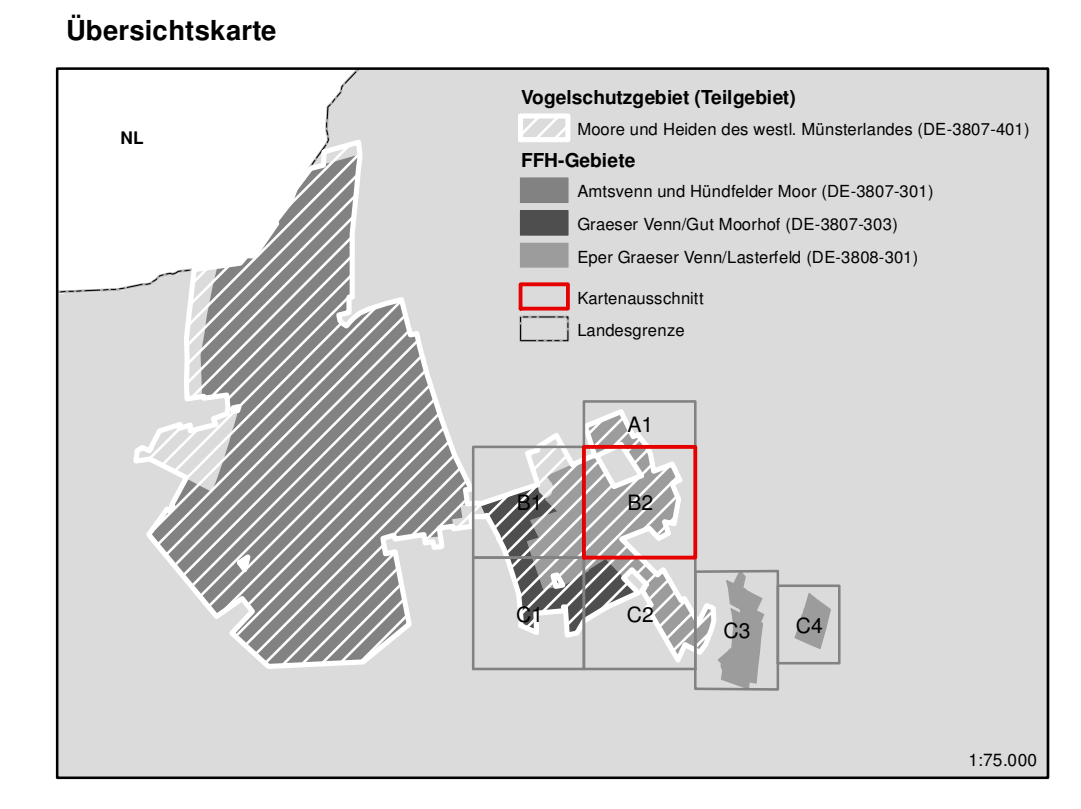 Übersichtskarte
NL
Vogelschutzgebiet (Teilgebiet)
Moore und Heiden des westl. Münsterlandes (DE-3807-401)
FFH-Gebiete
Amtsvenn und Hündfelder Moor (DE-3807-301)
Graeser Venn/Gut Moorhof (DE-3807-303)
Eper Graeser Venn/Lasterfeld (DE-3808-301)
Kartenausschnitt
Landesgrenze
A1
B1
B2
C1
C2
C3
C4
1:75.000